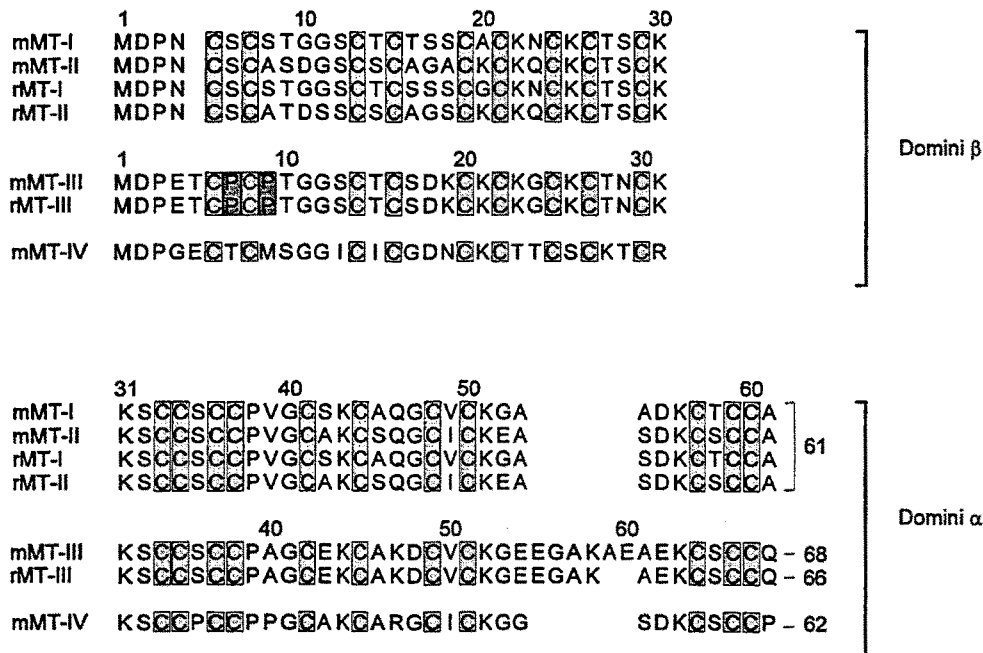 1 10 20 30
mMT-I MDPN CSCSTGGSCTCTSSCACKNCKCTSCK
mMT-II MDPN CSCASDGSCSCAGACKCKQCKCTSCK
rMT-I MDPN CSCSTGGSCTCSSSCGCKNCKCTSCK
rMT-II MDPN CSCATDSSCSCAGSCKCKQCKCTSCK
Domini β
1 10 20 30
mMT-III MDPETCPCPTGGSCTCSDKCKCKGCKCTNCK
rMT-III MDPETCPCPTGGSCTCSDKCKCKGCKCTNCK
mMT-IV MDPGECTCMSGGICICGDNCKCTTCSCKTCR
31 40 50 60
mMT-I KSCCSCCPVGCSKCAQGCVCKGA ADKCTCCA
mMT-II KSCCSCCPVGCAKCSQGCICKEA SDKCSCCA
rMT-I KSCCSCCPVGCSKCAQGCVCKGA SDKCTCCA
rMT-II KSCCSCCPVGCAKCSQGCICKEA SDKCSCCA
61
Domini α
40 50 60
mMT-III KSCCSCCPAGCEKCAKDCVCKGEEGAKAEAEKCSCCQ – 68
rMT-III KSCCSCCPAGCEKCAKDCVCKGEEGAK AEKCSCCQ – 66
mMT-IV KSCCPCCPPGCAKCARGCICKGG SDKCSCCP – 62